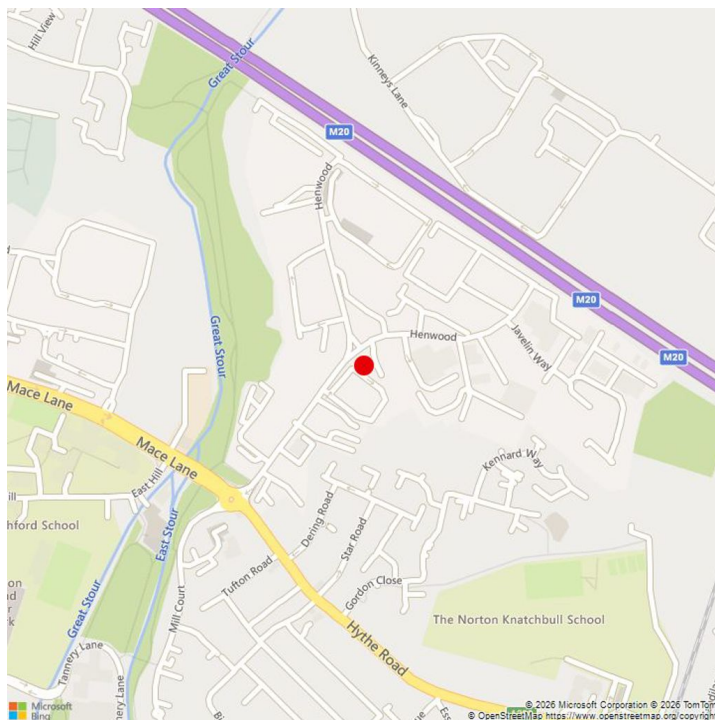 Hill View
Great Stour
Kinneys Lane
M20
Henwood
M20
Great Stour
Henwood
Javelin Way
M20
Mace Lane
Mace Lane
Kennard Way
East Hill
hford School
East Stour
Dering Road
Star Road
Tufton Road
Gordon Close
Great Stour
Mill Court
The Norton Knatchbull School
Hythe Road
Tannery Lane
Microsoft
Bing
© 2026 Microsoft Corporation © 2026 TomTom
© OpenStreetMap https://www.openstreetmap.org/copyright